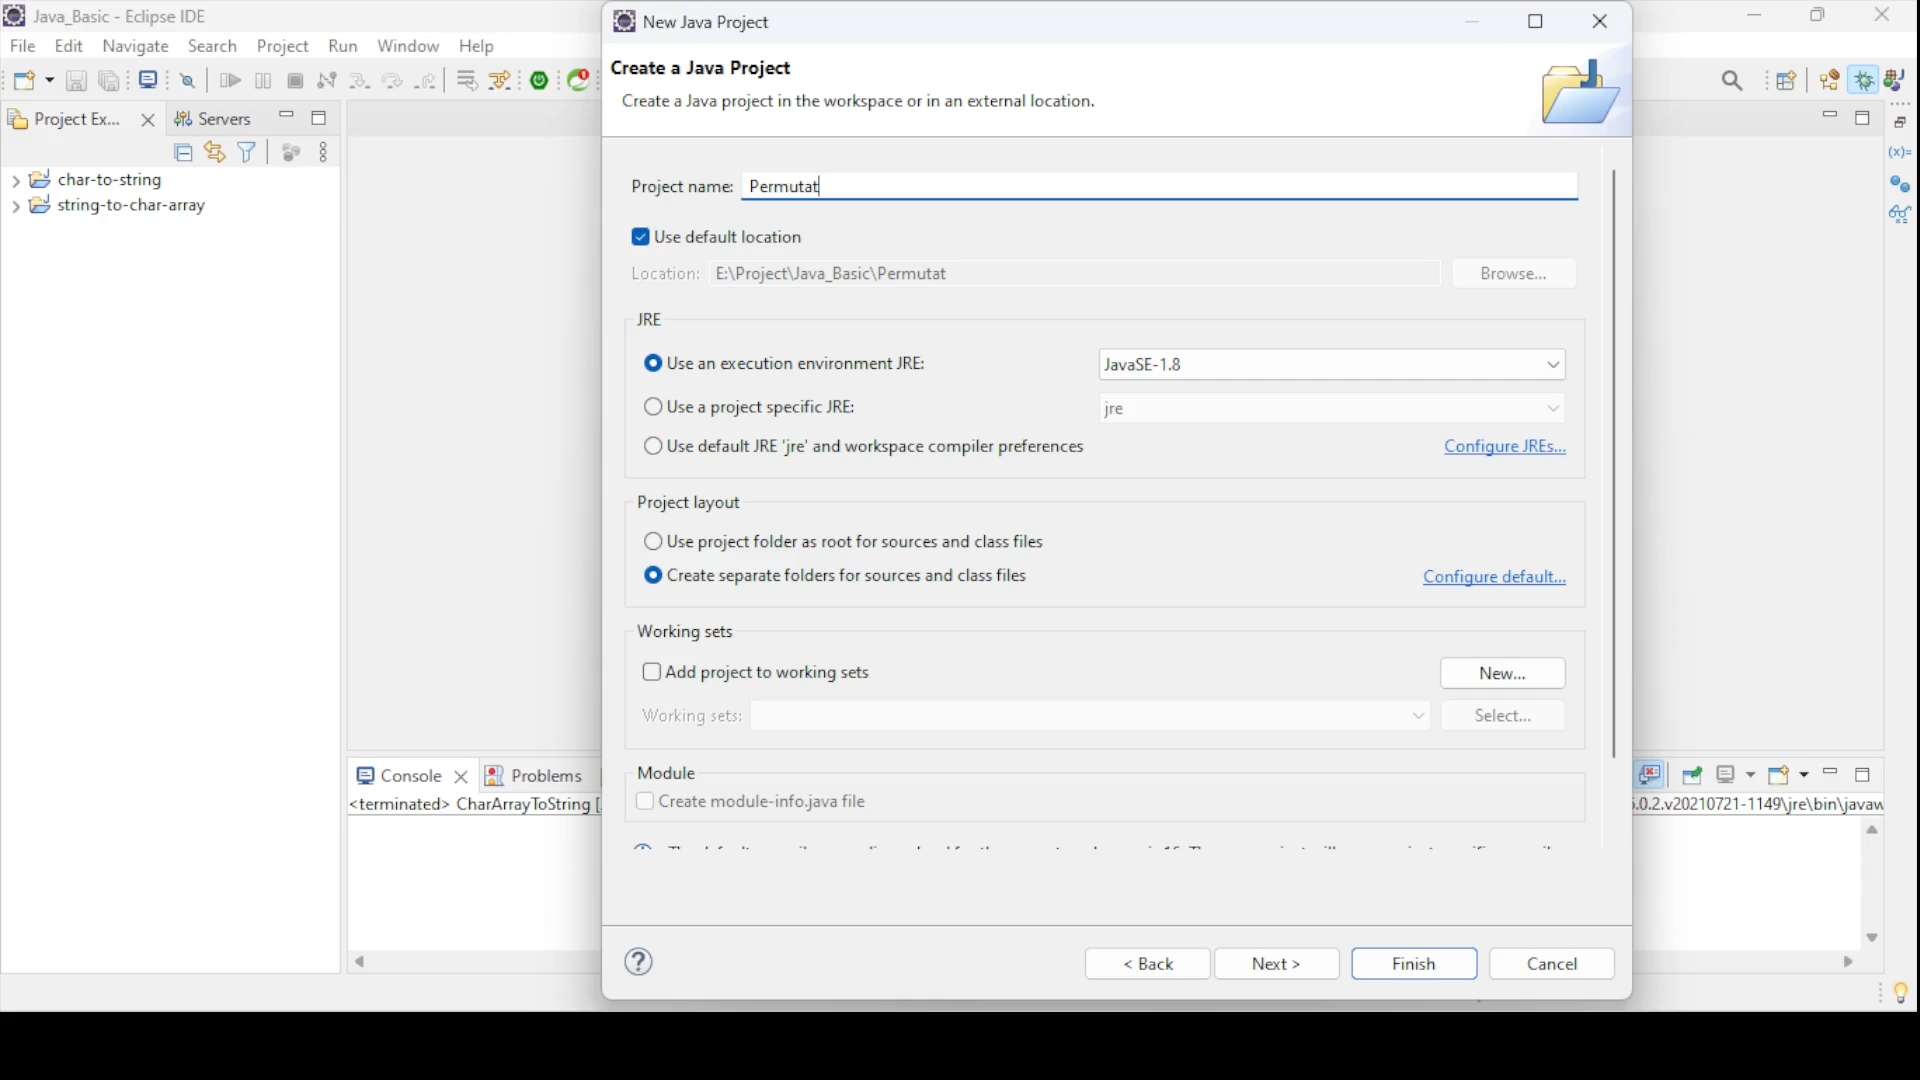 Java_Basic - Eclipse IDE
File Edit Navigate Search Project Run Window Help
Project Ex...
Servers
char-to-string
string-to-char-array
New Java Project
Create a Java Project
Create a Java project in the workspace or in an external location.
Project name: Permutat
Use default location
Location: E:\Project\Java_Basic\Permutat
Browse...
JRE
Use an execution environment JRE: JavaSE-1.8
Use a project specific JRE: jre
Use default JRE 'jre' and workspace compiler preferences
Configure JREs...
Project layout
Use project folder as root for sources and class files
Create separate folders for sources and class files
Configure default...
Working sets
Add project to working sets
New...
Working sets:
Select...
Module
Create module-info.java file
? < Back Next > Finish Cancel
(x)=
Console
Problems
<terminated> CharArrayToString [
.0.2.v20210721-1149\jre\bin\javaw